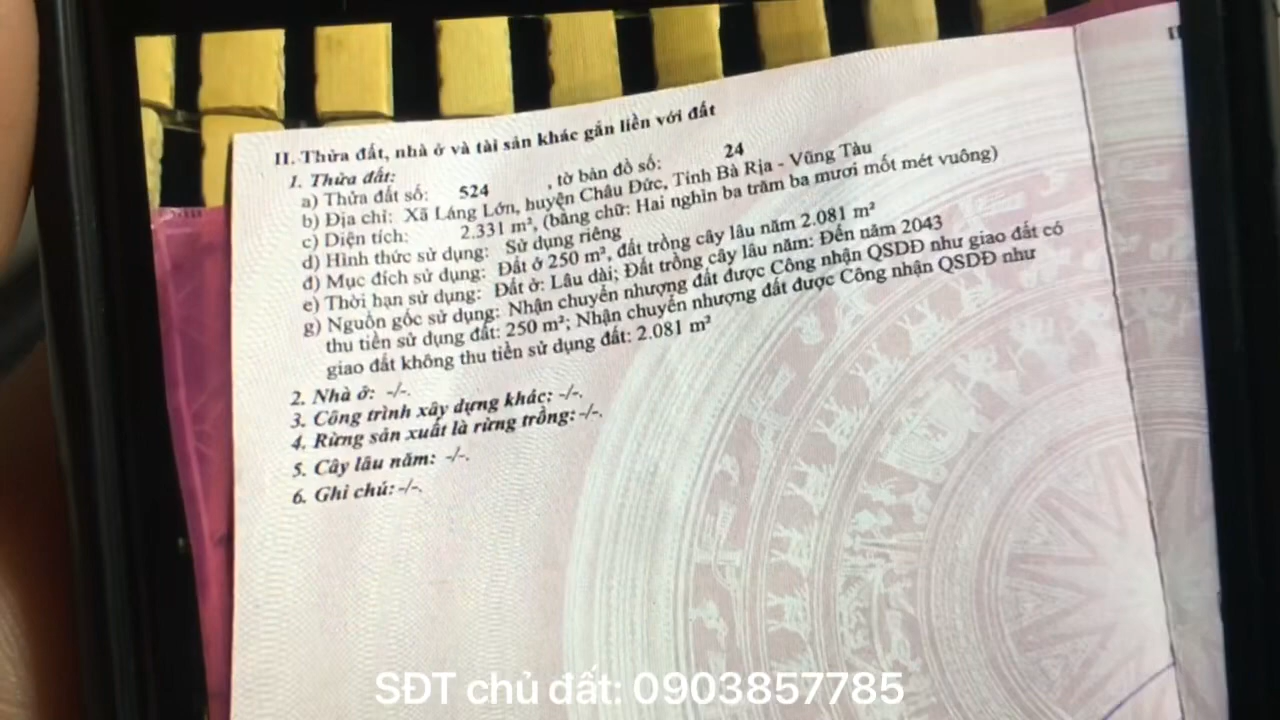 II. Thửa đất, nhà ở và tài sản khác gắn liền với đất
1. Thửa đất:
a) Thửa đất số: 524 , tờ bản đồ số: 24
b) Địa chỉ: Xã Láng Lớn, huyện Châu Đức, Tỉnh Bà Rịa - Vũng Tàu
c) Diện tích: 2.331 m², (bằng chữ: Hai nghìn ba trăm ba mươi mốt mét vuông)
d) Hình thức sử dụng: Sử dụng riêng
đ) Mục đích sử dụng: Đất ở 250 m², đất trồng cây lâu năm 2.081 m²
e) Thời hạn sử dụng: Đất ở: Lâu dài; Đất trồng cây lâu năm: Đến năm 2043
g) Nguồn gốc sử dụng: Nhận chuyển nhượng đất được Công nhận QSDĐ như giao đất có
thu tiền sử dụng đất: 250 m²; Nhận chuyển nhượng đất được Công nhận QSDĐ như
giao đất không thu tiền sử dụng đất: 2.081 m²
2. Nhà ở: -/-.
3. Công trình xây dựng khác: -/-.
4. Rừng sản xuất là rừng trồng: -/-.
5. Cây lâu năm: -/-.
6. Ghi chú: -/-.
SĐT chủ đất: 0903857785